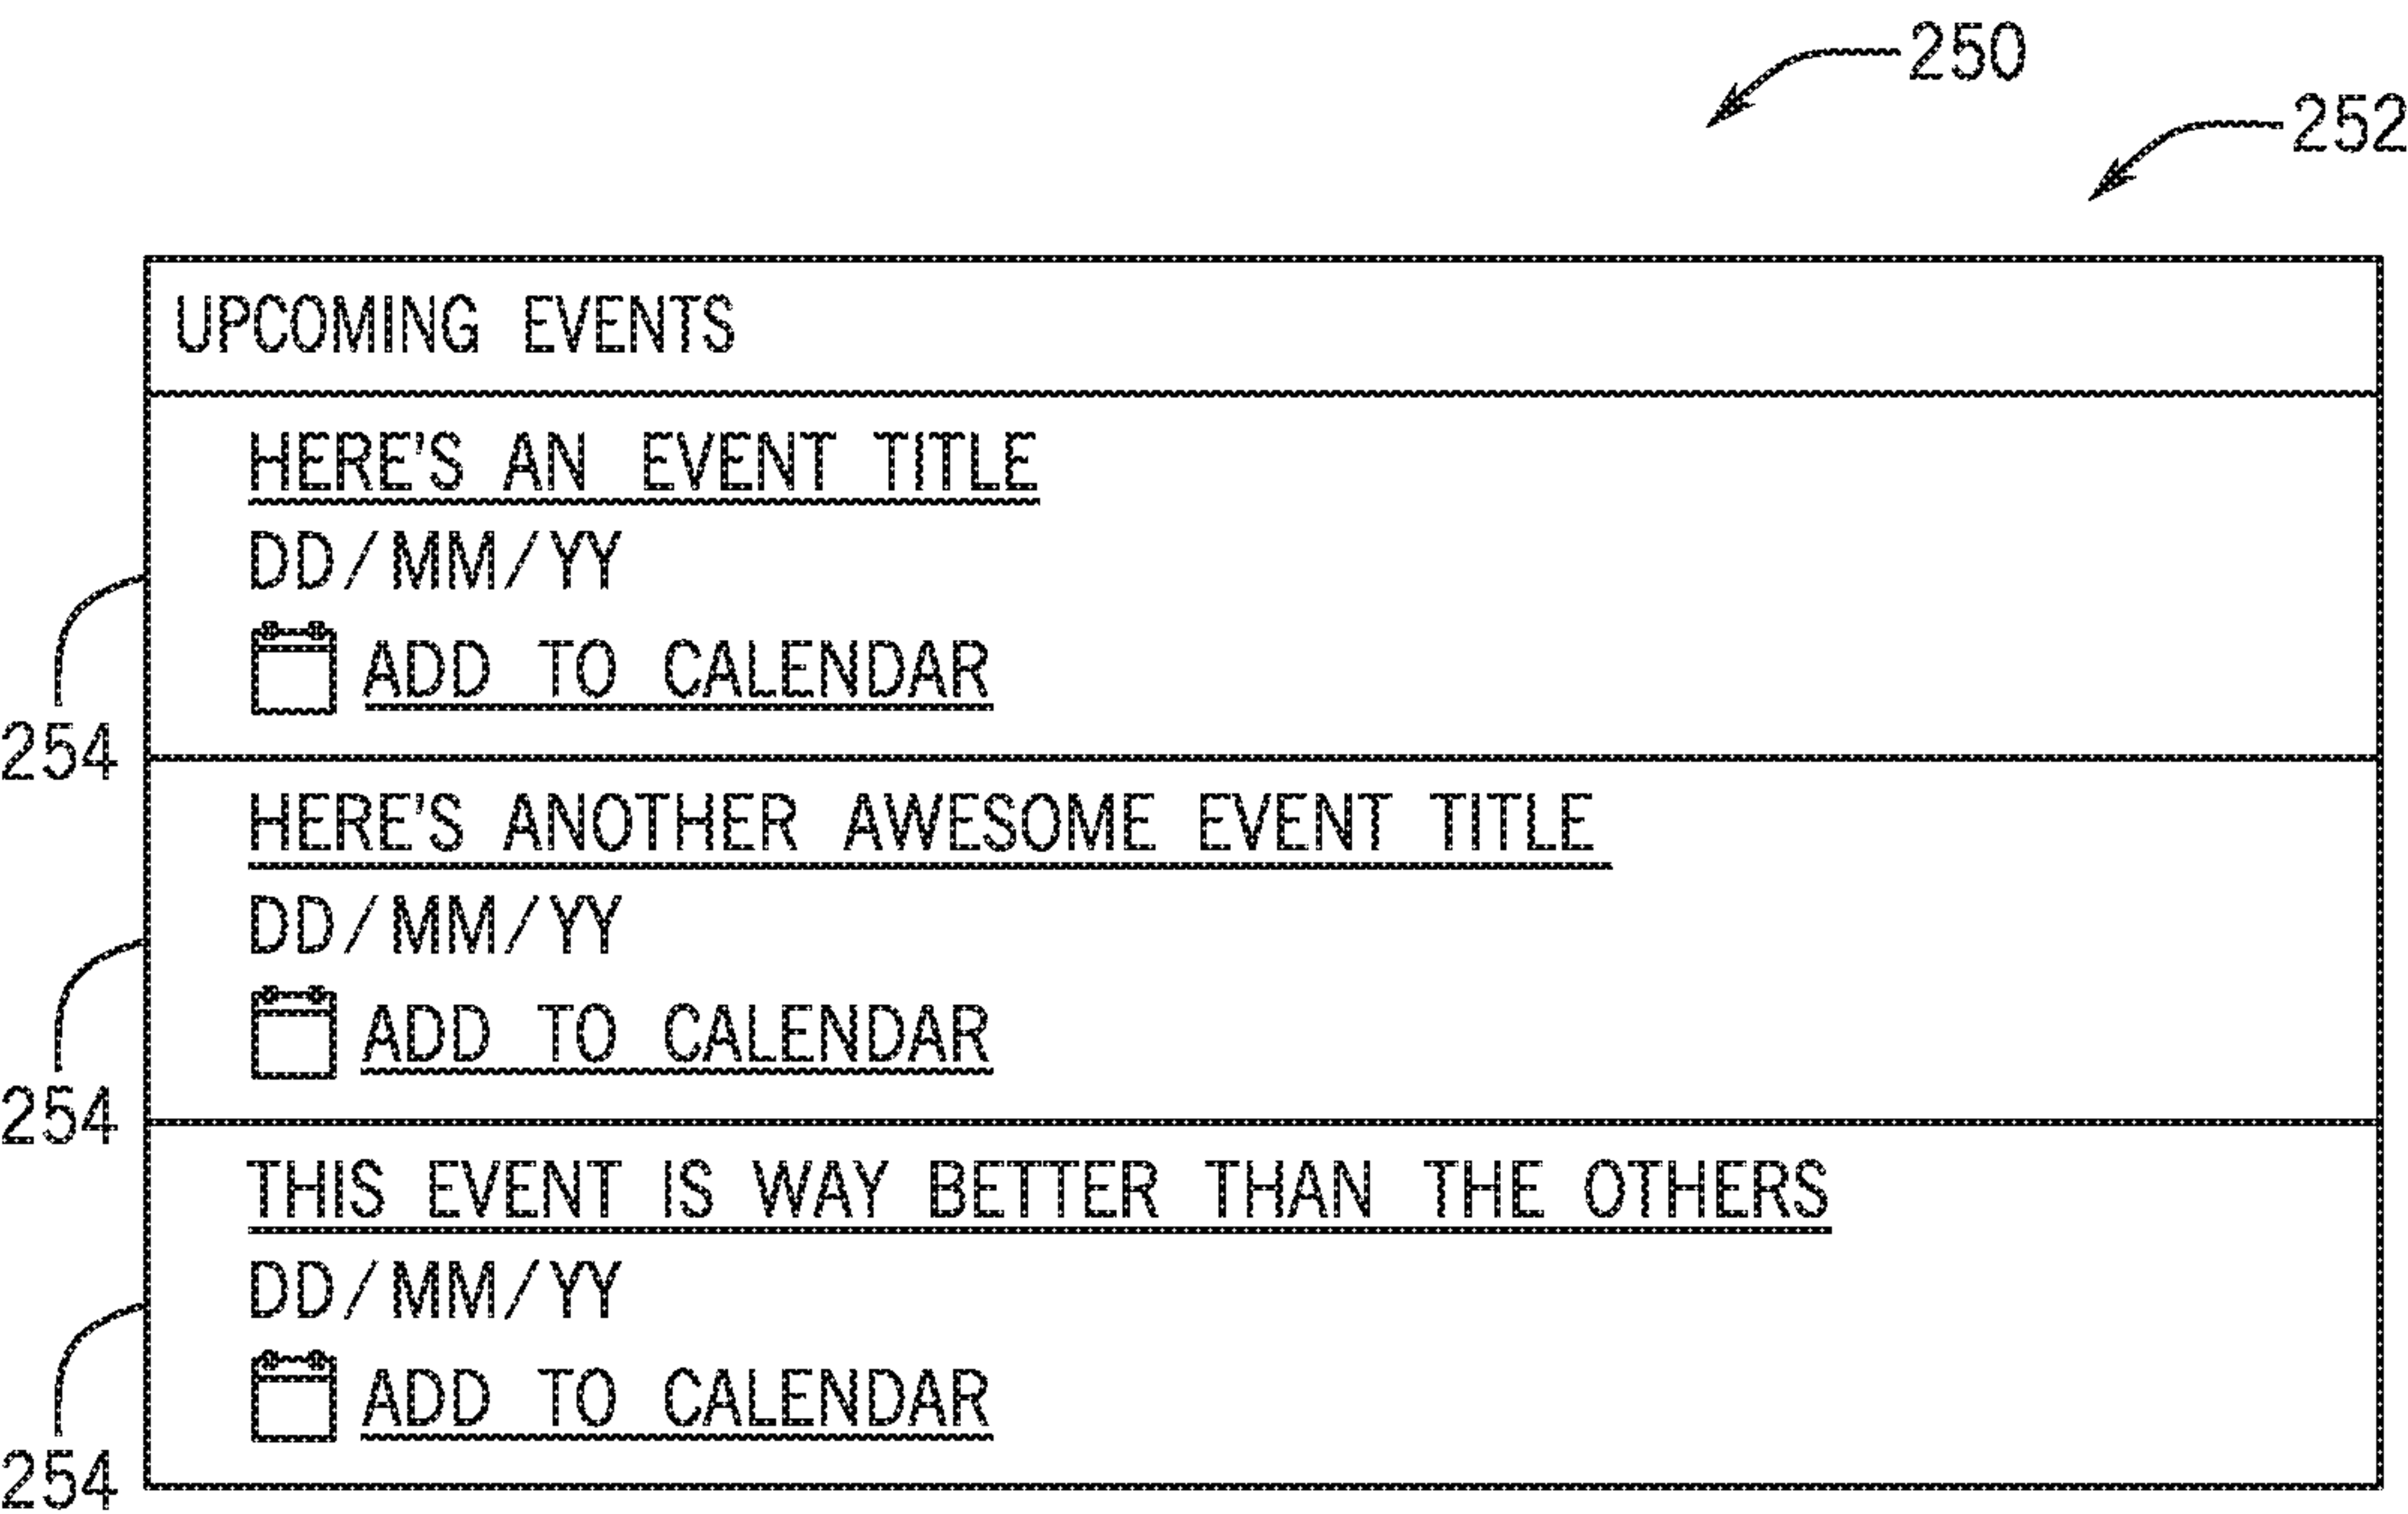 250
252
UPCOMING EVENTS
HERE'S AN EVENT TITLE
DD/MM/YY
ADD TO CALENDAR
254
HERE'S ANOTHER AWESOME EVENT TITLE
DD/MM/YY
ADD TO CALENDAR
254
THIS EVENT IS WAY BETTER THAN THE OTHERS
DD/MM/YY
ADD TO CALENDAR
254